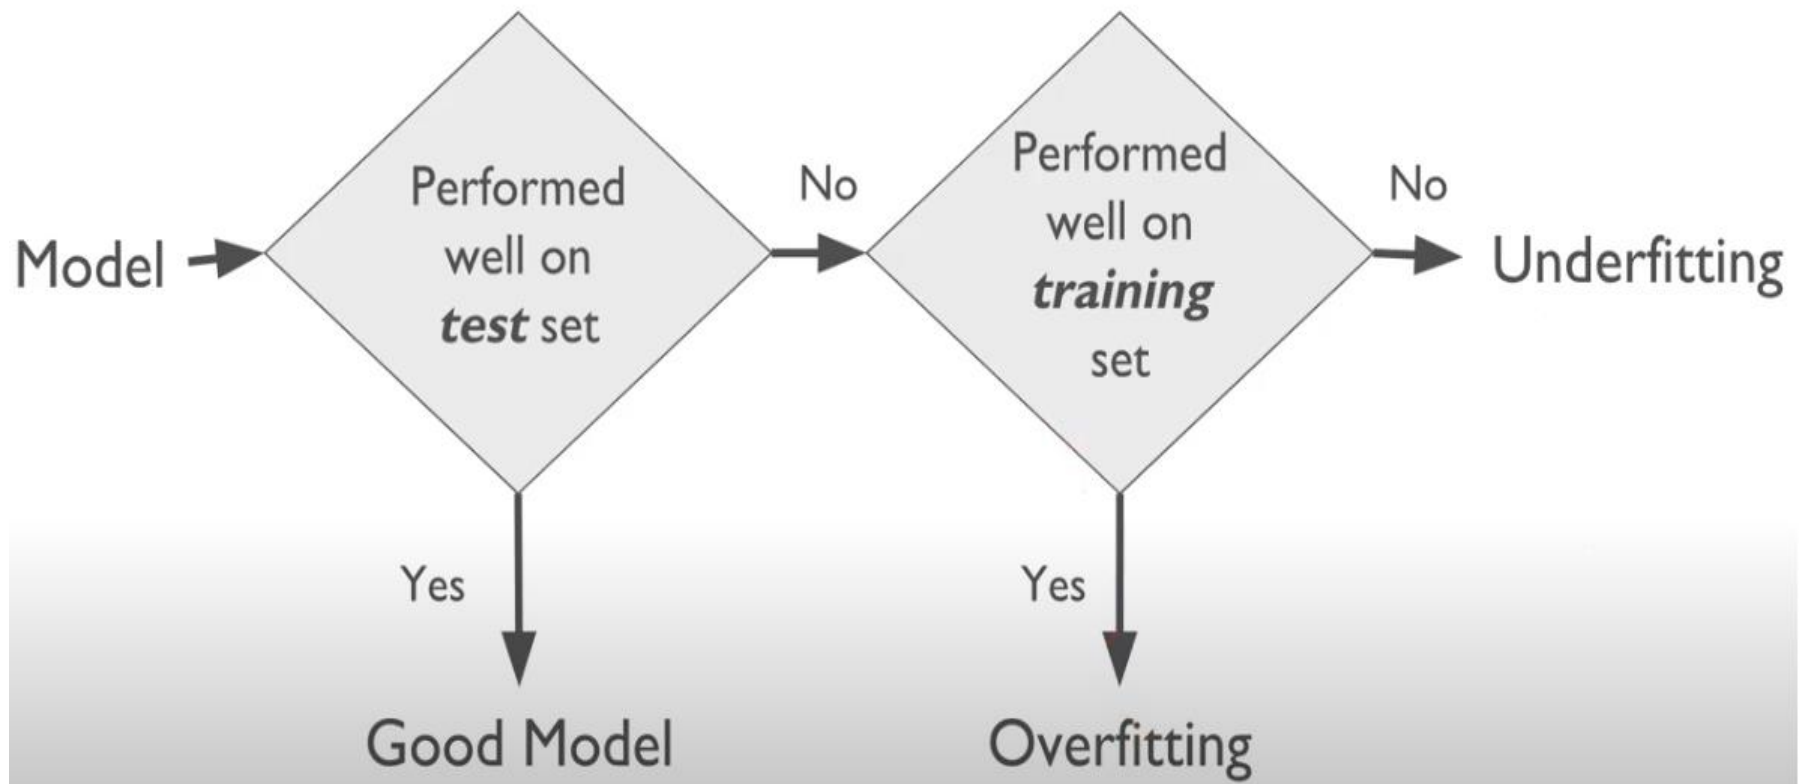 Model
Performed
well on
test set
No
Yes
Good Model
Performed
well on
training
set
No
Underfitting
Yes
Overfitting